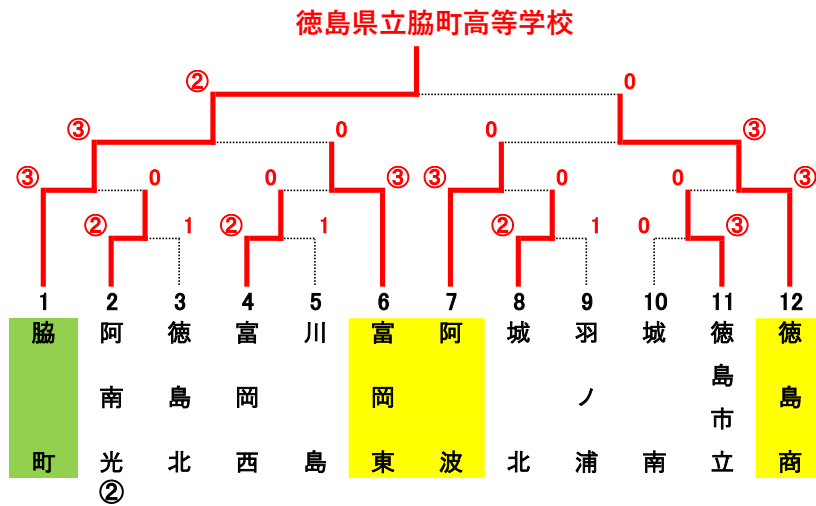 徳島県立脇町高等学校
② 0
③ 0 0 ③
③ 0 0 ③ ③ 0 0 ③
② 1 ② 1 ② 1 0 ③
1 2 3 4 5 6 7 8 9 10 11 12
脇町
阿南光②
徳島北
富岡西
川島
富岡東
阿波
城北
羽ノ浦
城南
徳島市立
徳島商